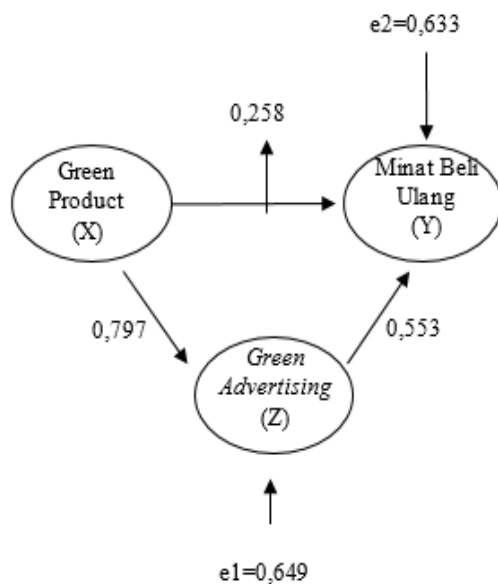 e2=0,633
0,258
Green
Product
(X)
Minat Beli
Ulang
(Y)
0,797
0,553
Green
Advertising
(Z)
e1=0,649